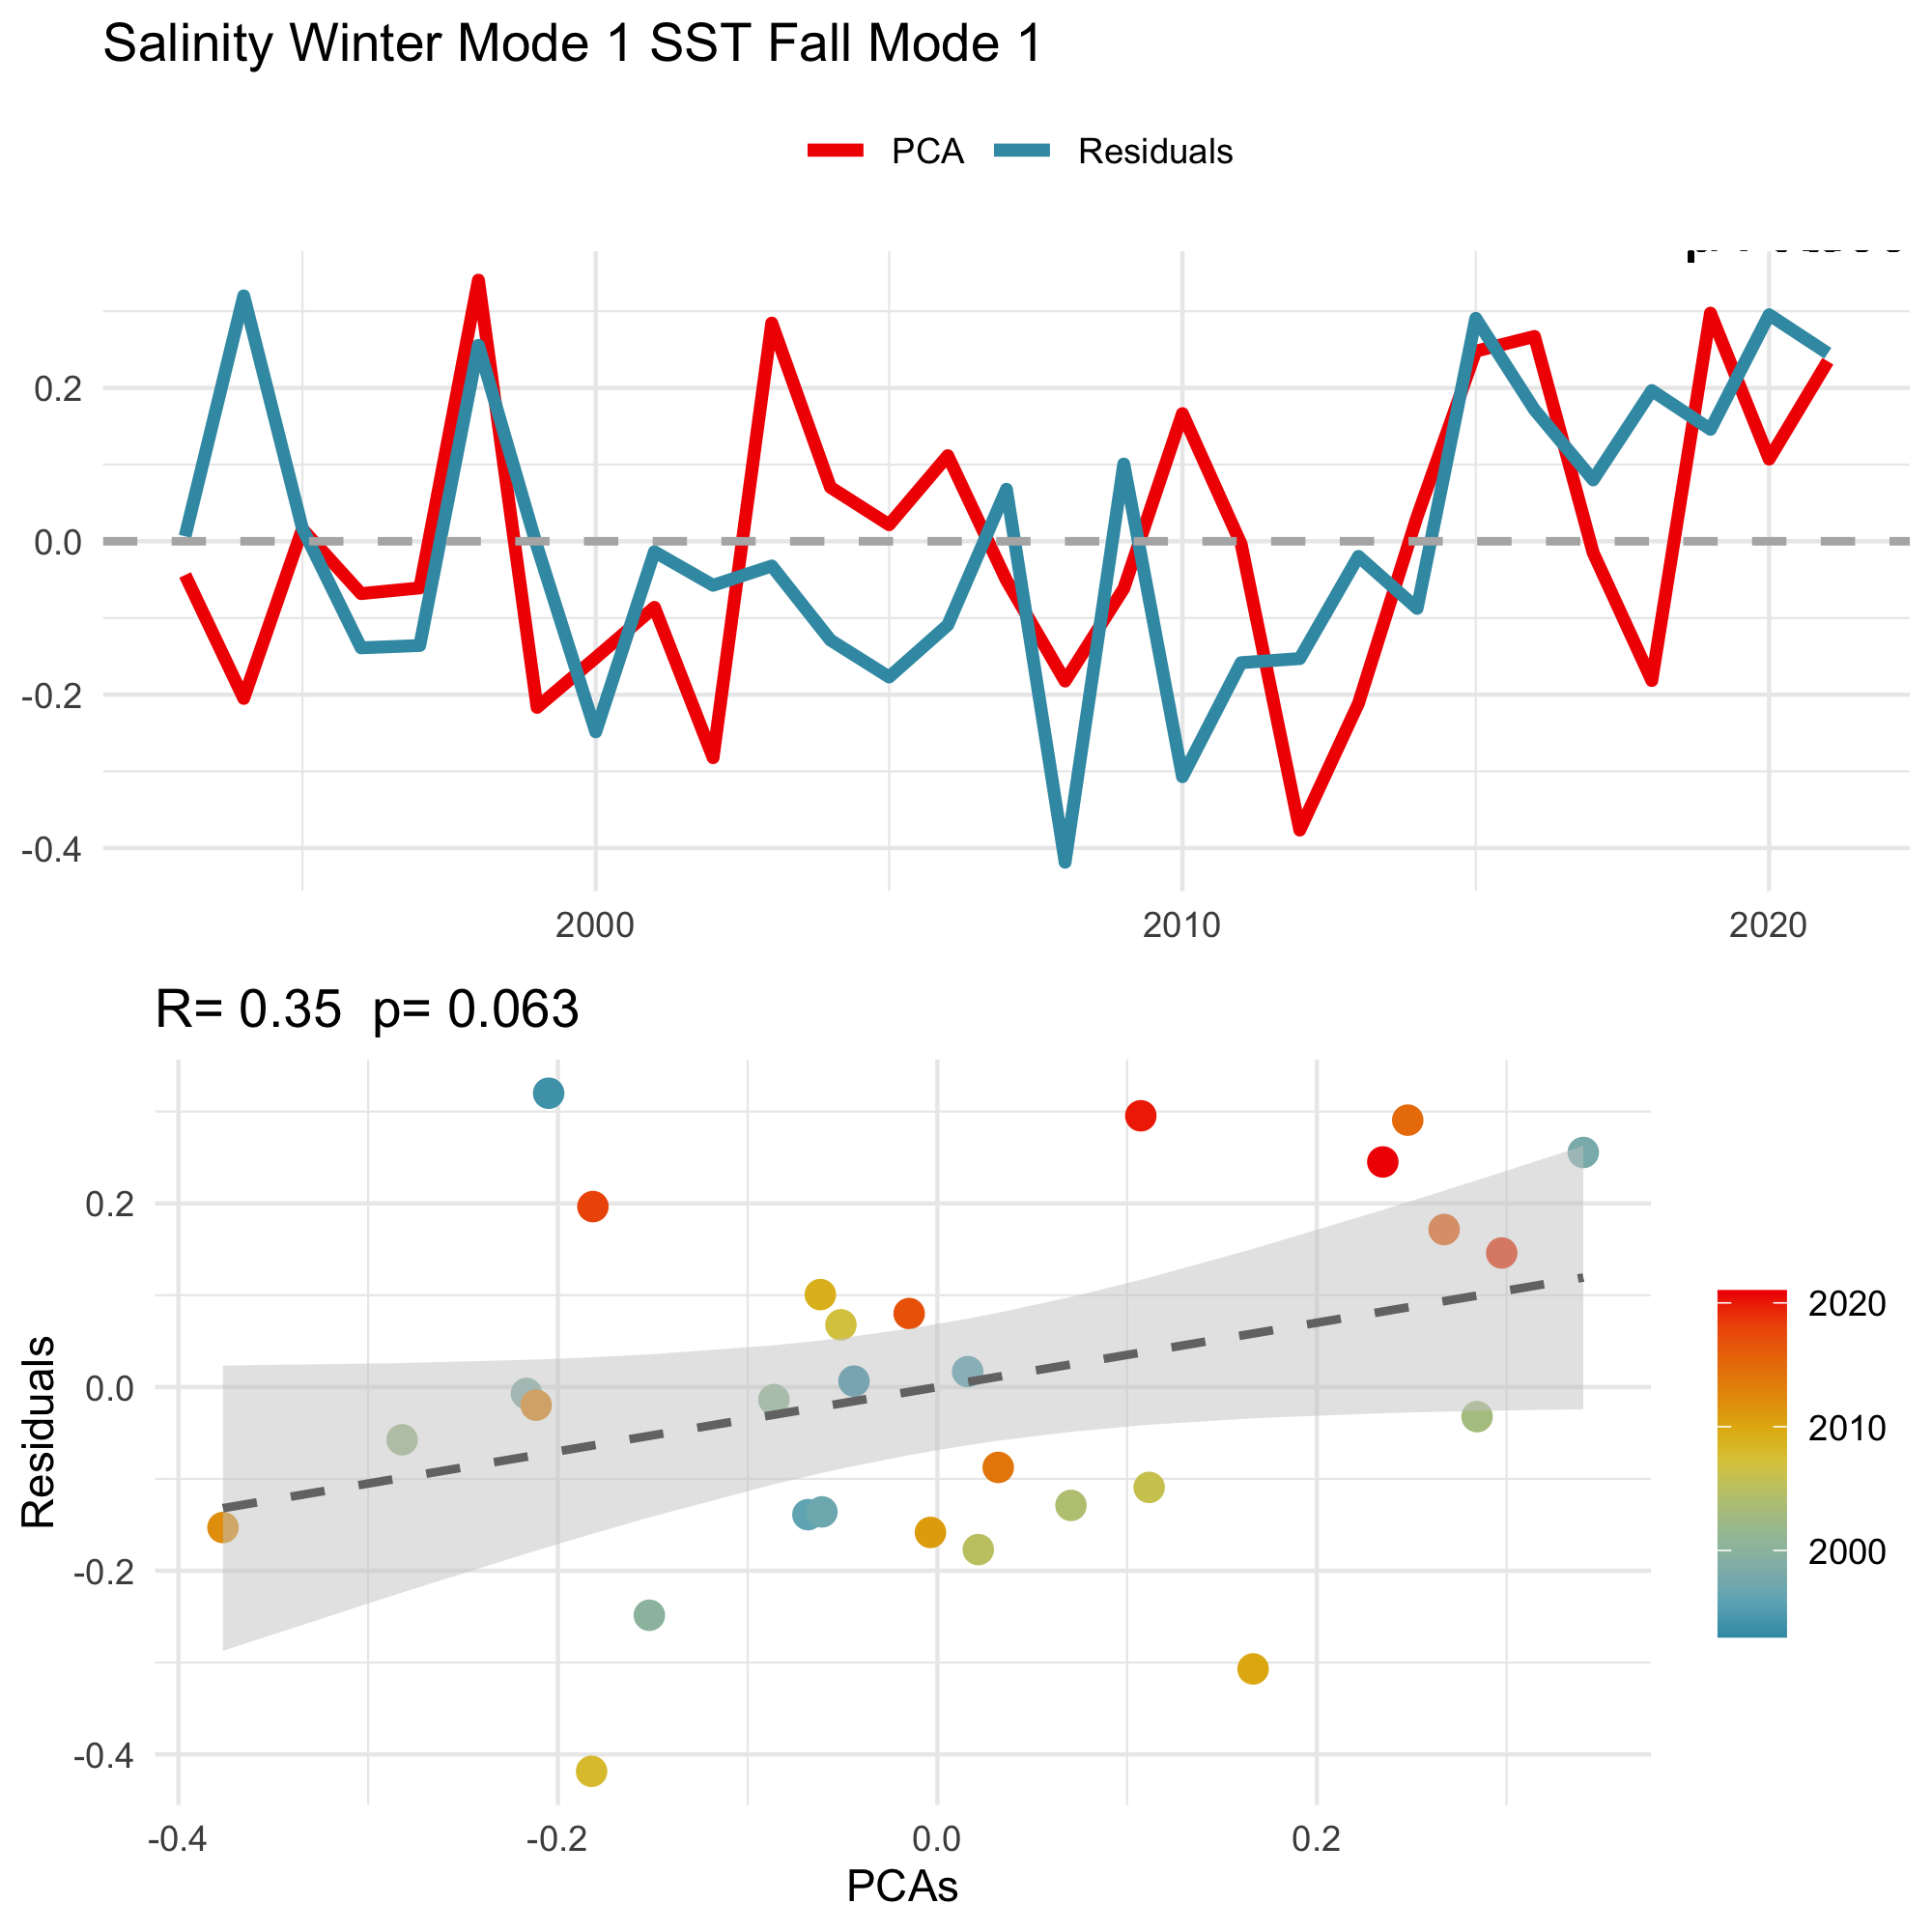 Salinity Winter Mode 1 SST Fall Mode 1
PCA Residuals
0.2
0.0
-0.2
-0.4
2000 2010 2020
R= 0.35 p= 0.063
Residuals
0.2
0.0
-0.2
-0.4
-0.4 -0.2 0.0 0.2
PCAs
2020
2010
2000